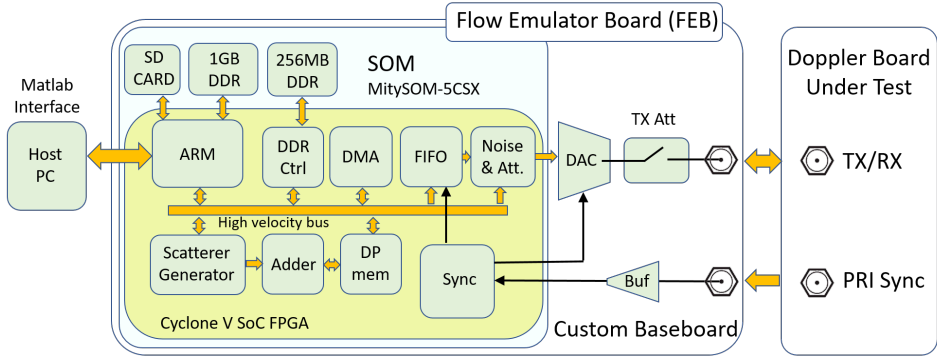 Flow Emulator Board (FEB)
SD
CARD
1GB
DDR
256MB
DDR
SOM
MitySOM-5CSX
Doppler Board
Under Test
Matlab
Interface
Host
PC
ARM
DDR
Ctrl
DMA
FIFO
Noise
& Att.
DAC
TX Att
TX/RX
High velocity bus
Scatterer
Generator
Adder
DP
mem
Sync
Buf
PRI Sync
Cyclone V SoC FPGA
Custom Baseboard